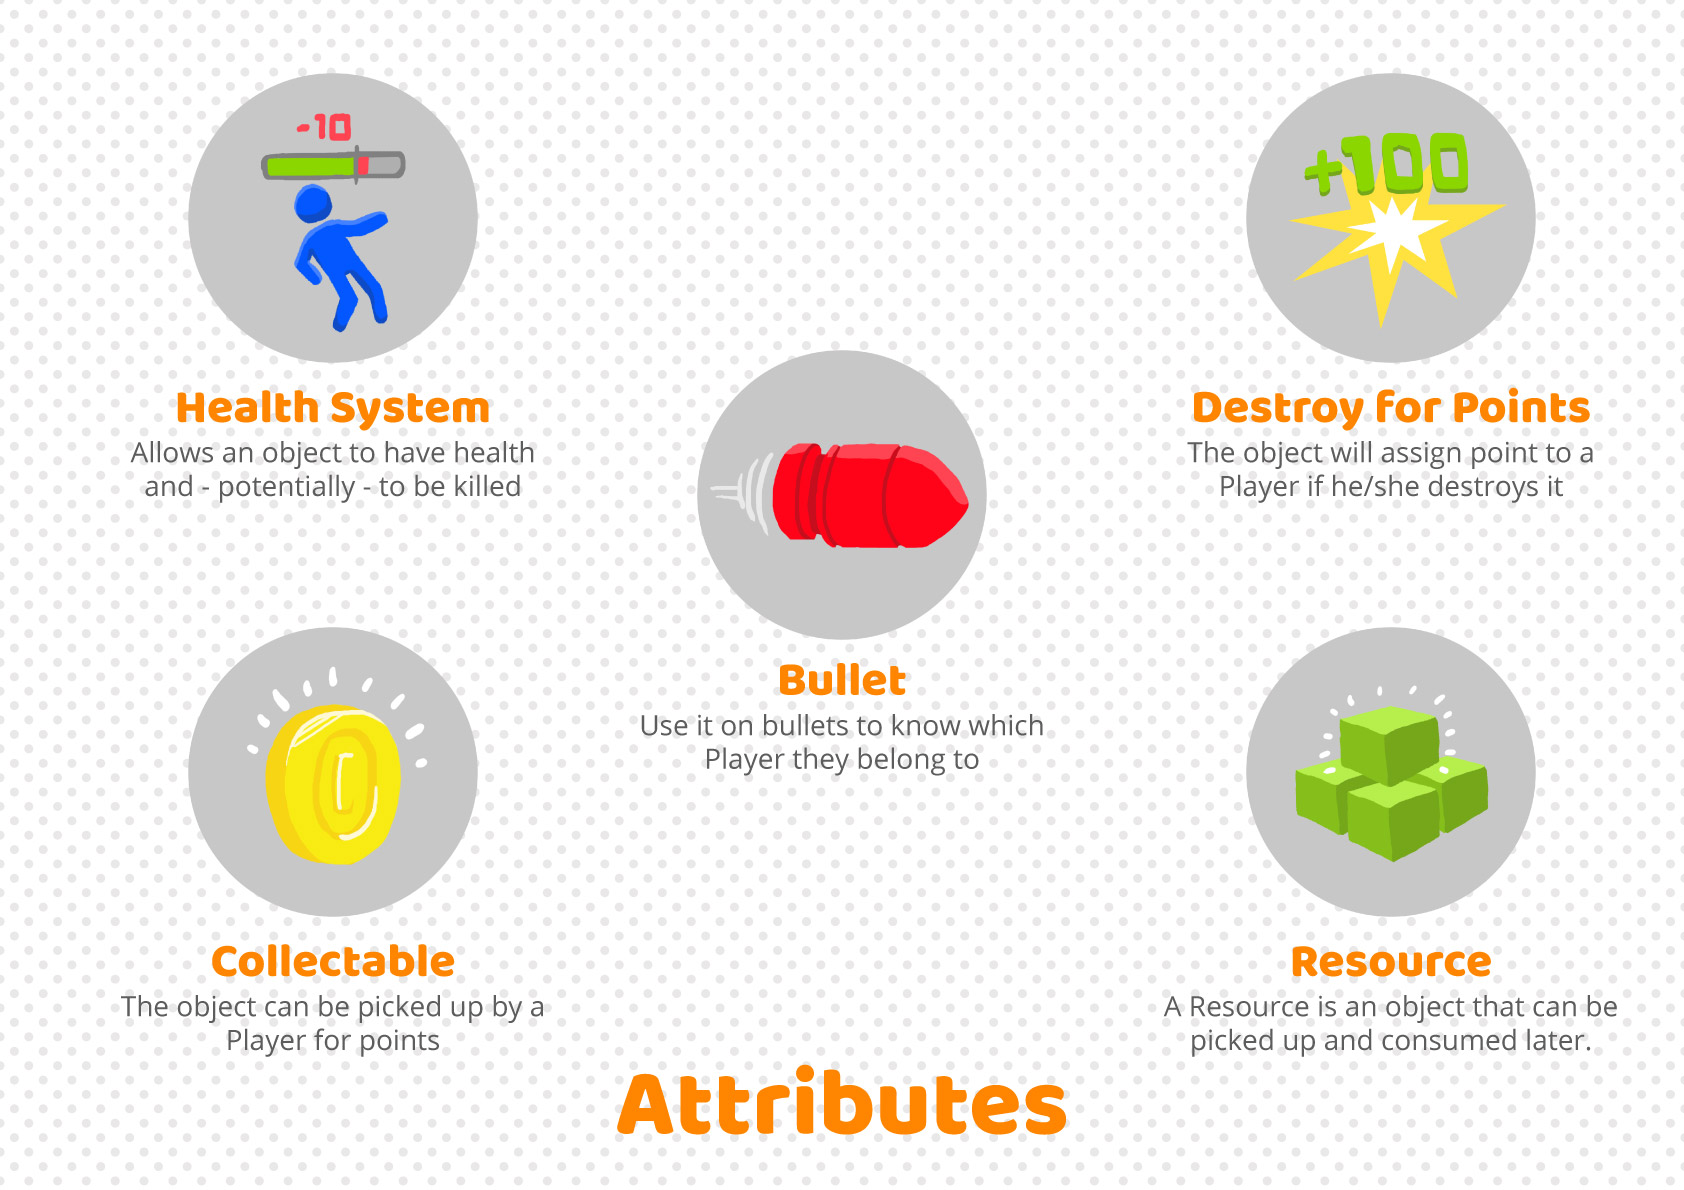 -10
Health System
Allows an object to have health
and - potentially - to be killed
+100
Destroy for Points
The object will assign point to a
Player if he/she destroys it
Bullet
Use it on bullets to know which
Player they belong to
Collectable
The object can be picked up by a
Player for points
Resource
A Resource is an object that can be
picked up and consumed later.
Attributes